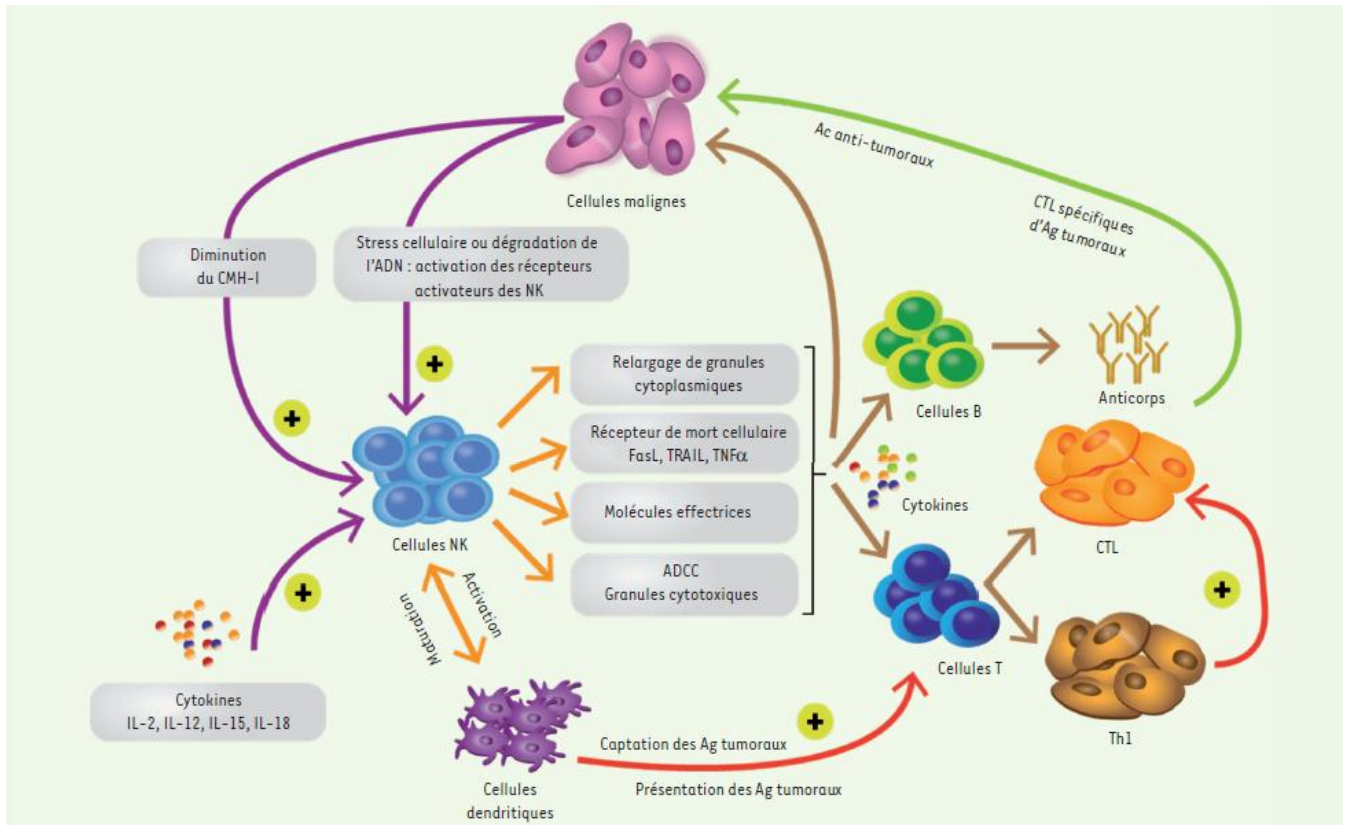 Cellules malignes
Ac anti-tumoraux
CTL spécifiques
d'Ag tumoraux
Diminution
du CMH-I
Stress cellulaire ou dégradation de
l'ADN : activation des récepteurs
activateurs des NK
+
+
Relargage de granules
cytoplasmiques
Récepteur de mort cellulaire
FasL, TRAIL, TNFα
Molécules effectrices
ADCC
Granules cytotoxiques
Cellules B
Anticorps
Cytokines
Cellules NK
CTL
+
+
Activation
Maturation
Cellules T
Th1
Cytokines
IL-2, IL-12, IL-15, IL-18
+
Captation des Ag tumoraux
Présentation des Ag tumoraux
Cellules
dendritiques